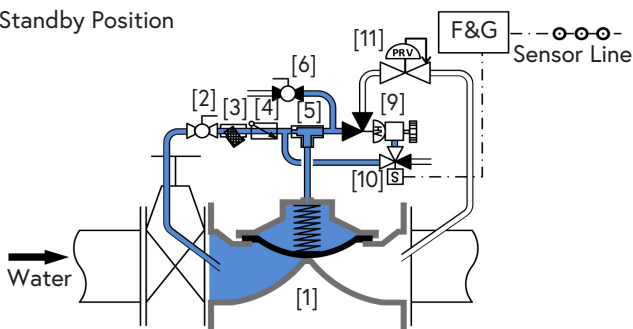 Standby Position
F&G
[11]
PRV
Sensor Line
[6]
[2]
[3]
[4]
[5]
[9]
[10]
S
Water
[1]